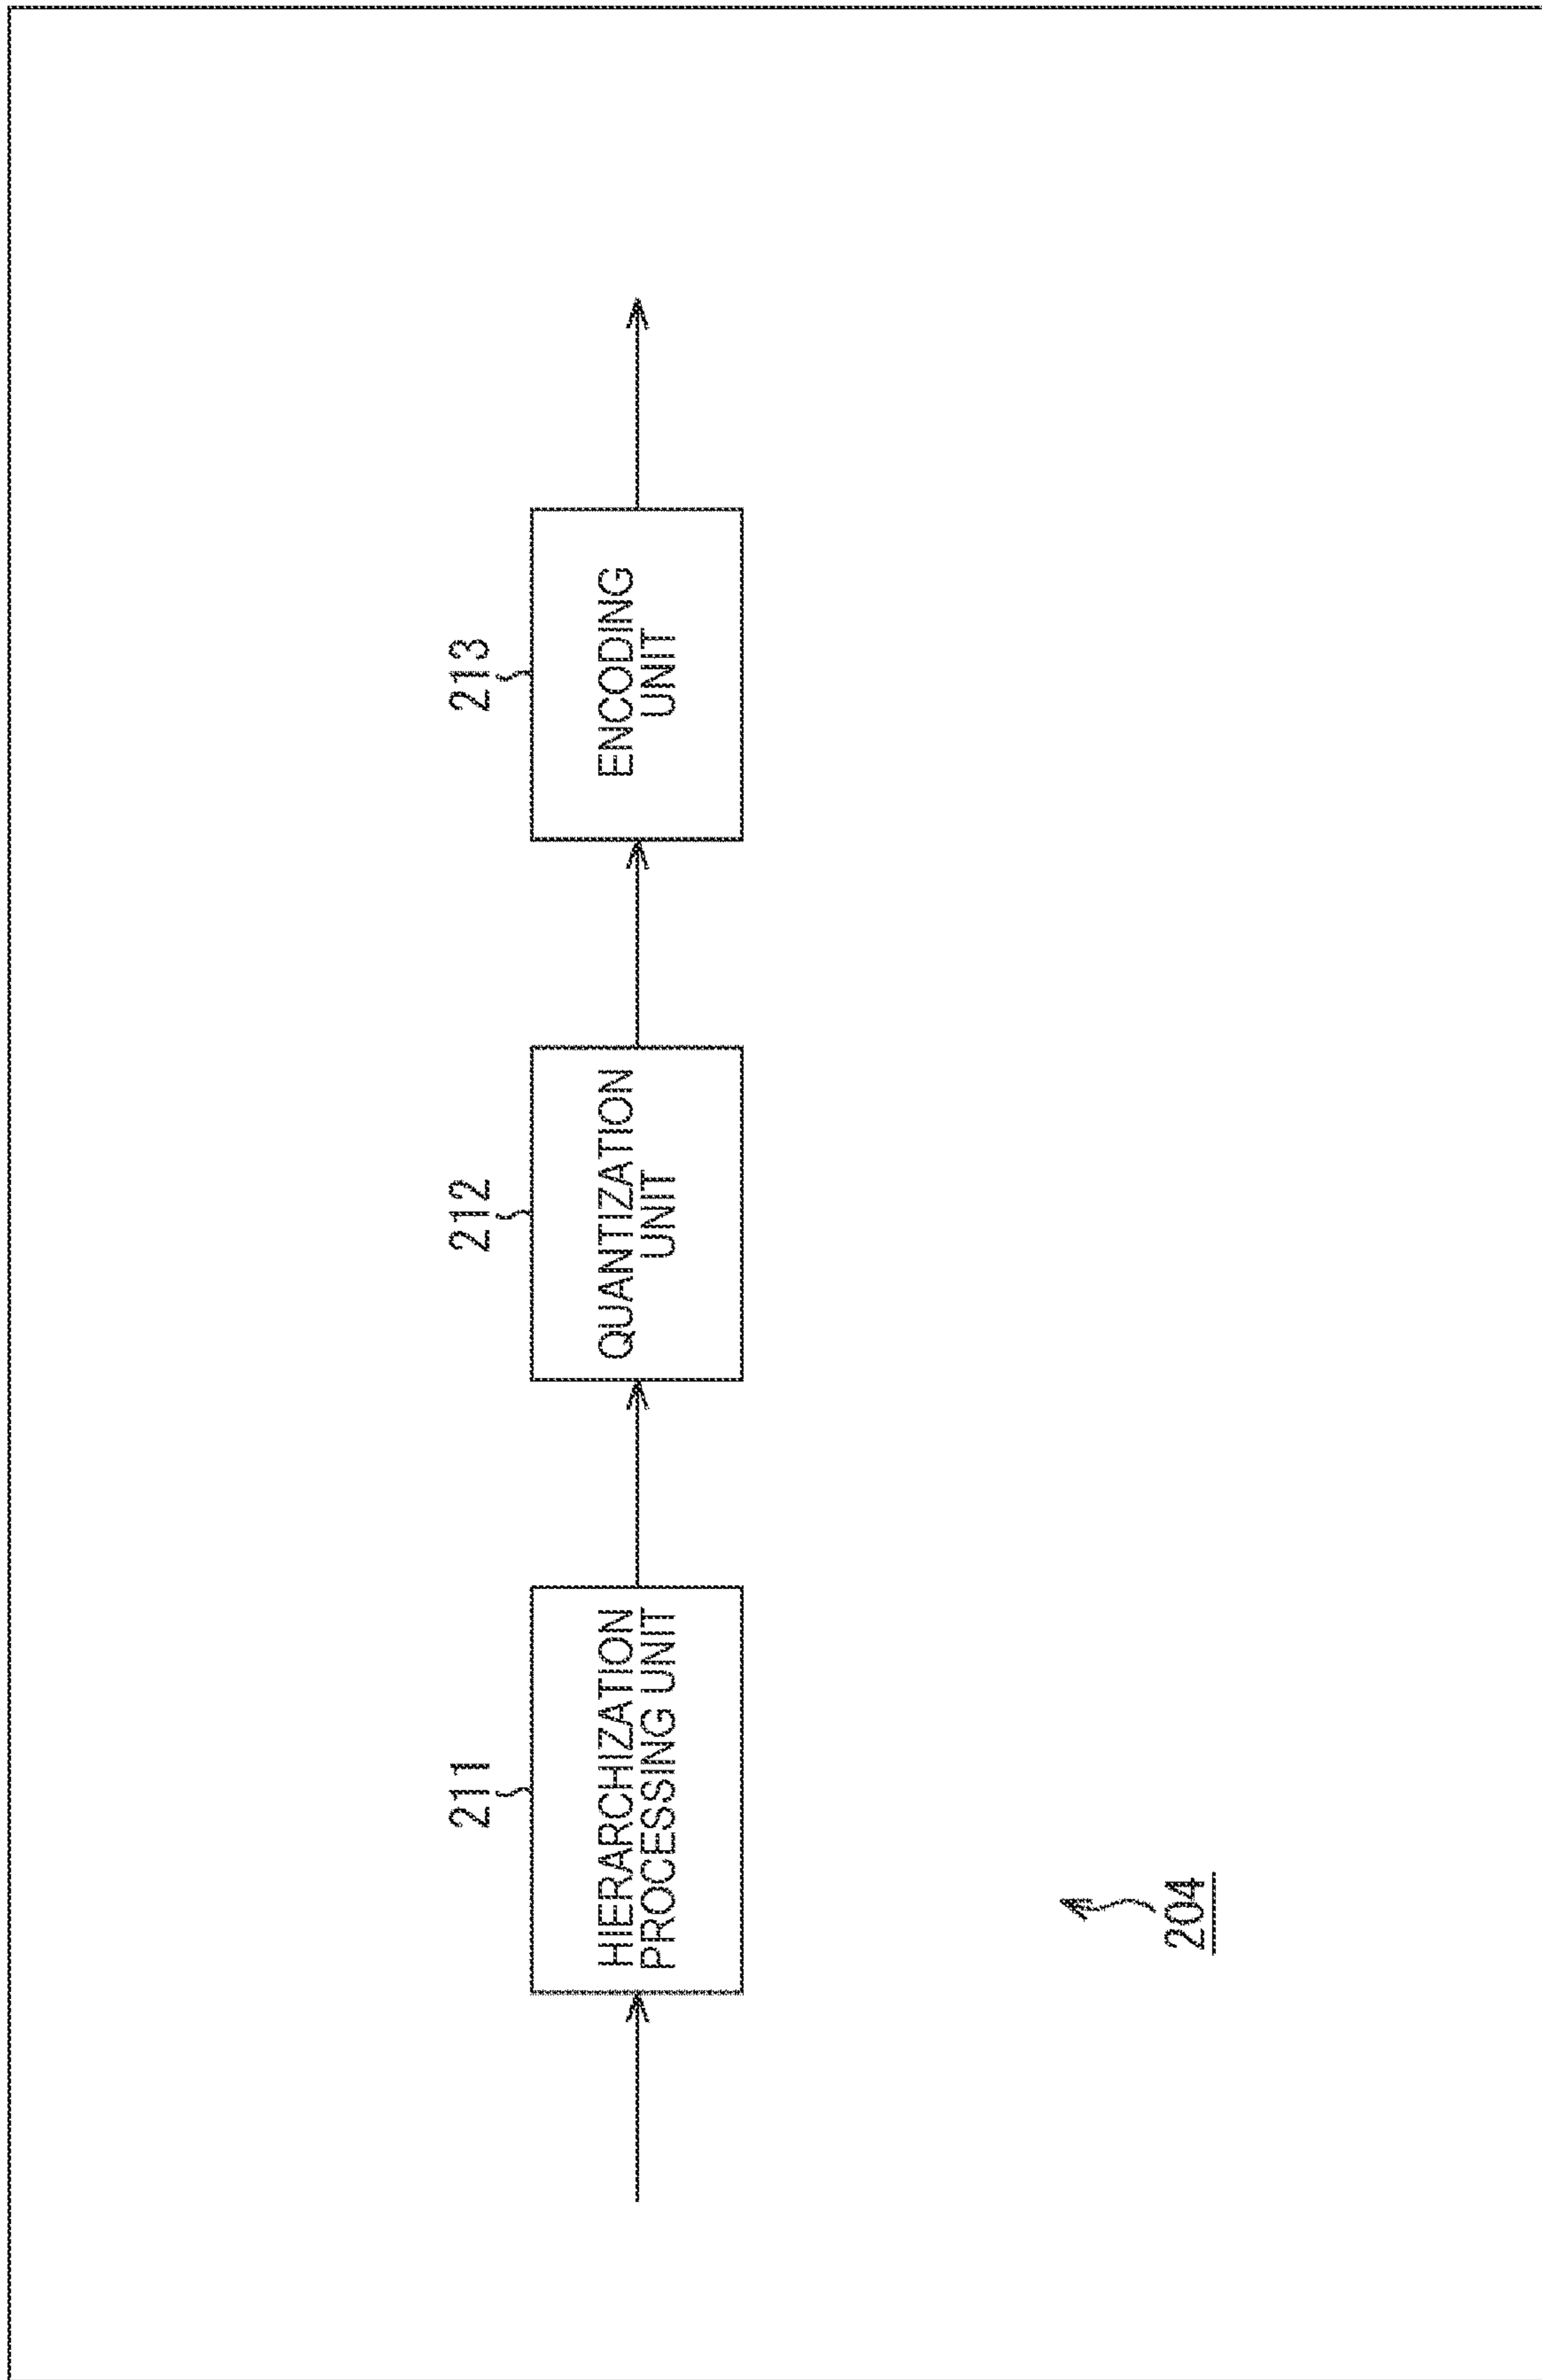 211
HIERARCHIZATION
PROCESSING UNIT
212
QUANTIZATION
UNIT
213
ENCODING
UNIT
204